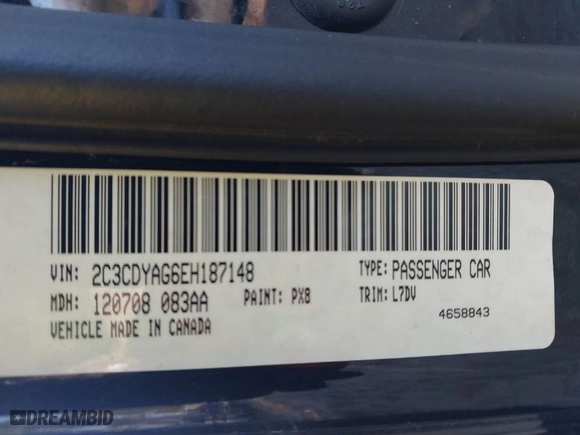 VIN: 2C3CDYAG6EH187148 TYPE: PASSENGER CAR
MDH: 120708 083AA PAINT: PX8 TRIM: L7DV
VEHICLE MADE IN CANADA 4658843
DREAMBID